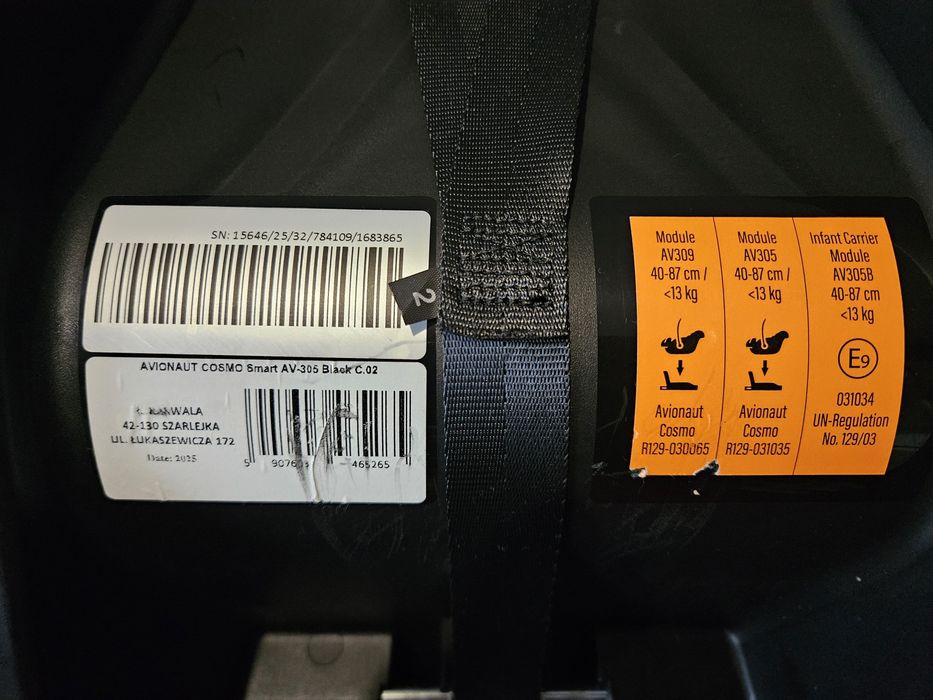 SN: 15646/25/32/784109/1683865
AVIONAUT COSMO Smart AV-305 Black C.02
WALA
42-130 SZARLEJKA
UL. ŁUKASZEWICZA 172
Date: 2025
5 90760 465265
2
Module
AV309
40-87 cm /
<13 kg
Avionaut
Cosmo
R129-030065
Module
AV305
40-87 cm /
<13 kg
Avionaut
Cosmo
R129-031035
Infant Carrier
Module
AV305B
40-87 cm
<13 kg
E9
031034
UN-Regulation
No. 129/03